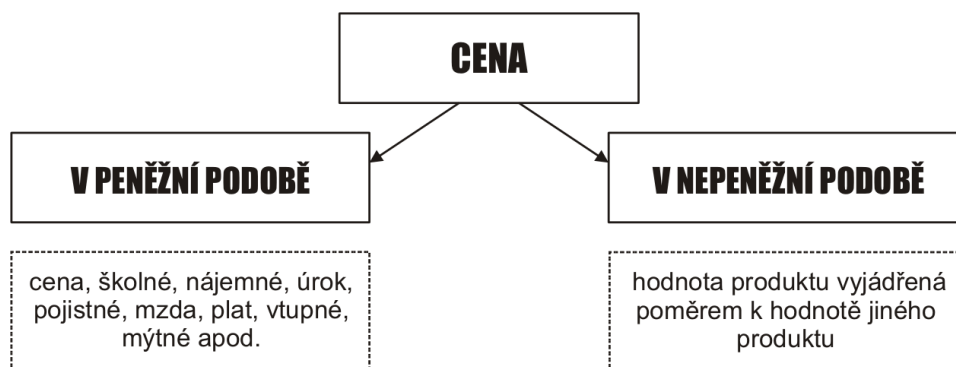 CENA
V PENĚŽNÍ PODOBĚ
V NEPENĚŽNÍ PODOBĚ
cena, školné, nájemné, úrok,
pojistné, mzda, plat, vtupné,
mýtné apod.
hodnota produktu vyjádřená
poměrem k hodnotě jiného
produktu